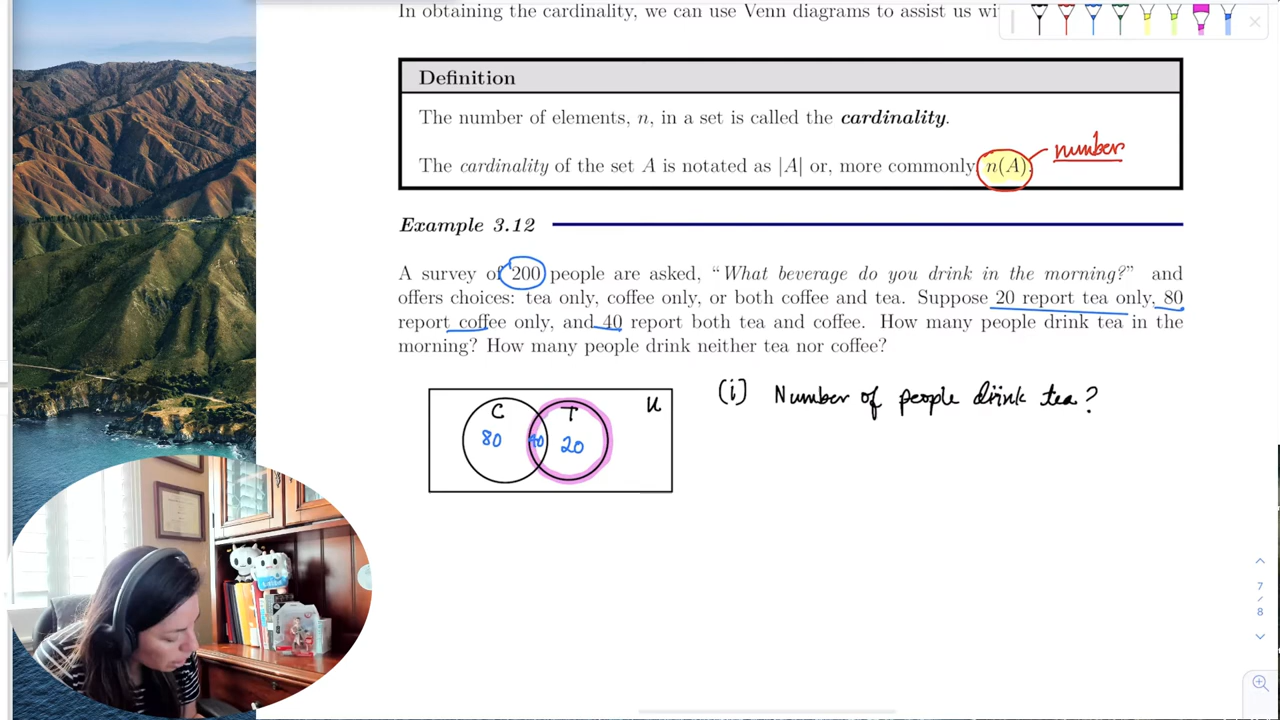 In obtaining the cardinality, we can use Venn diagrams to assist us
Definition
The number of elements, n, in a set is called the cardinality.
The cardinality of the set A is notated as |A| or, more commonly n(A).
number
Example 3.12
A survey of 200 people are asked, “What beverage do you drink in the morning?” and
offers choices: tea only, coffee only, or both coffee and tea. Suppose 20 report tea only, 80
report coffee only, and 40 report both tea and coffee. How many people drink tea in the
morning? How many people drink neither tea nor coffee?
(i) Number of people drink tea?
C T U
80 40 20
7
/
8